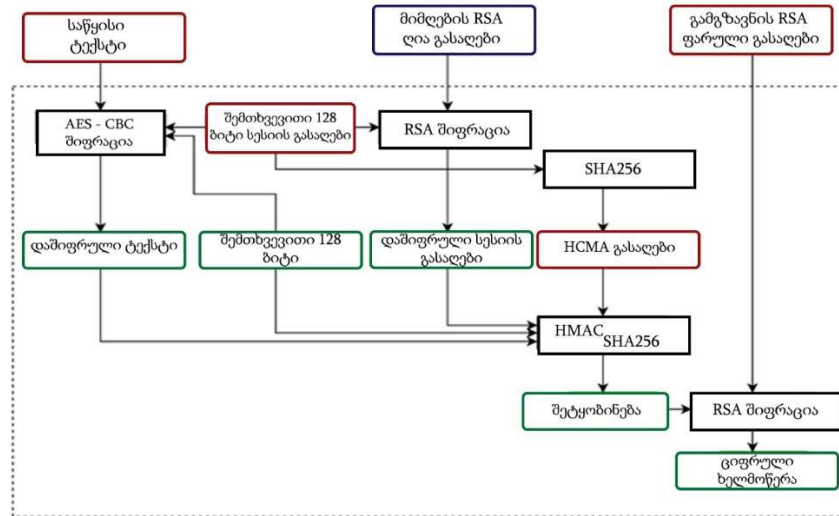 საწყისი
ტექსტი
მიმღების RSA
ღია გასაღები
გამგზავნის RSA
ფარული გასაღები
AES - CBC
შიფრაცია
შემთხვევითი 128
ბიტი სესიის გასაღები
RSA შიფრაცია
SHA256
დაშიფრული ტექსტი
შემთხვევითი 128
ბიტი
დაშიფრული სესიის
გასაღები
HCMA გასაღები
HMAC
SHA256
შეტყობინება
RSA შიფრაცია
ციფრული
ხელმოწერა